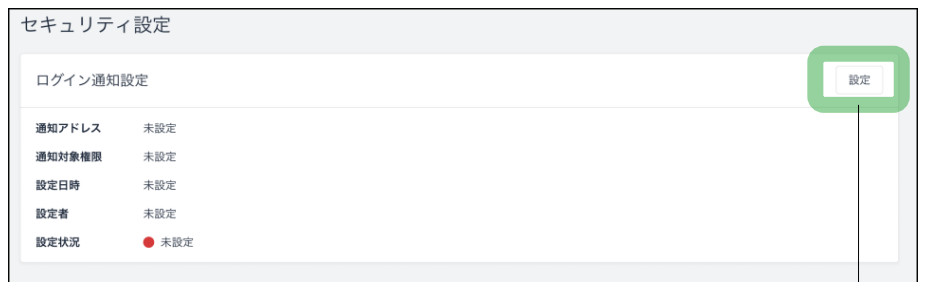 セキュリティ設定
ログイン通知設定 設定
通知アドレス 未設定
通知対象権限 未設定
設定日時 未設定
設定者 未設定
設定状況 未設定